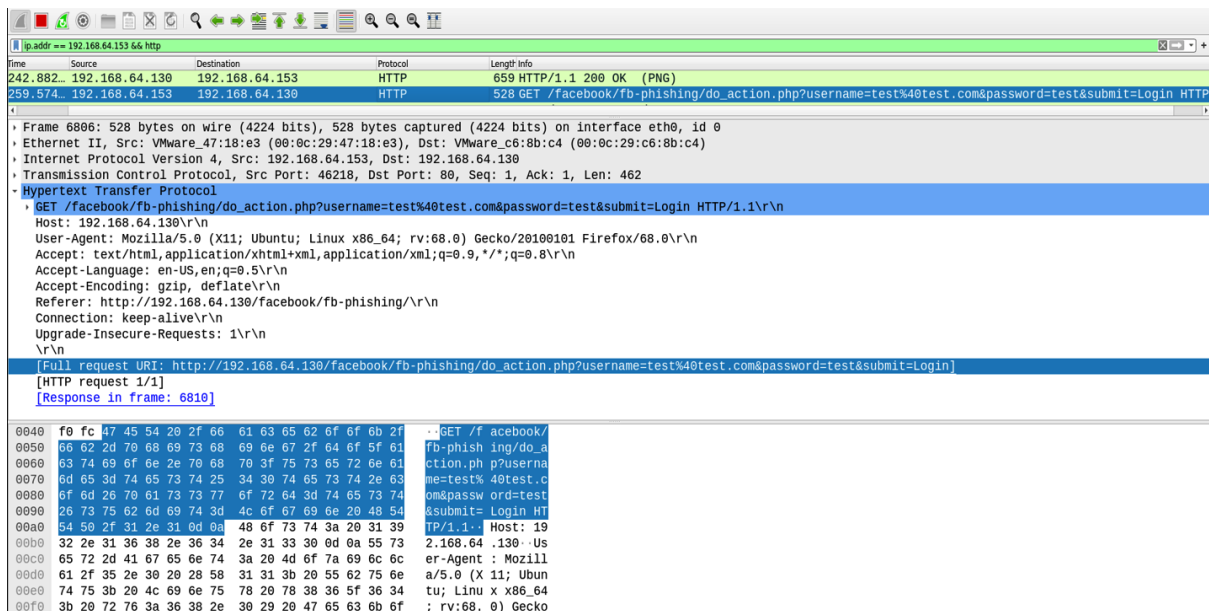 ip.addr == 192.168.64.153 && http
Time Source Destination Protocol Length Info
242.882… 192.168.64.130 192.168.64.153 HTTP 659 HTTP/1.1 200 OK (PNG)
259.574… 192.168.64.153 192.168.64.130 HTTP 528 GET /facebook/fb-phishing/do_action.php?username=test%40test.com&password=test&submit=Login HTTP
Frame 6806: 528 bytes on wire (4224 bits), 528 bytes captured (4224 bits) on interface eth0, id 0
Ethernet II, Src: VMware_47:18:e3 (00:0c:29:47:18:e3), Dst: VMware_c6:8b:c4 (00:0c:29:c6:8b:c4)
Internet Protocol Version 4, Src: 192.168.64.153, Dst: 192.168.64.130
Transmission Control Protocol, Src Port: 46218, Dst Port: 80, Seq: 1, Ack: 1, Len: 462
Hypertext Transfer Protocol
GET /facebook/fb-phishing/do_action.php?username=test%40test.com&password=test&submit=Login HTTP/1.1\r\n
Host: 192.168.64.130\r\n
User-Agent: Mozilla/5.0 (X11; Ubuntu; Linux x86_64; rv:68.0) Gecko/20100101 Firefox/68.0\r\n
Accept: text/html,application/xhtml+xml,application/xml;q=0.9,*/*;q=0.8\r\n
Accept-Language: en-US,en;q=0.5\r\n
Accept-Encoding: gzip, deflate\r\n
Referer: http://192.168.64.130/facebook/fb-phishing/\r\n
Connection: keep-alive\r\n
Upgrade-Insecure-Requests: 1\r\n
\r\n
[Full request URI: http://192.168.64.130/facebook/fb-phishing/do_action.php?username=test%40test.com&password=test&submit=Login]
[HTTP request 1/1]
[Response in frame: 6810]
0040 f0 fc 47 45 54 20 2f 66 61 63 65 62 6f 6f 6b 2f ··GET /f acebook/
0050 66 62 2d 70 68 69 73 68 69 6e 67 2f 64 6f 5f 61 fb-phish ing/do_a
0060 63 74 69 6f 6e 2e 70 68 70 3f 75 73 65 72 6e 61 ction.ph p?userna
0070 6d 65 3d 74 65 73 74 25 34 30 74 65 73 74 2e 63 me=test% 40test.c
0080 6f 6d 26 70 61 73 73 77 6f 72 64 3d 74 65 73 74 om&passw ord=test
0090 26 73 75 62 6d 69 74 3d 4c 6f 67 69 6e 20 48 54 &submit= Login HT
00a0 54 50 2f 31 2e 31 0d 0a 48 6f 73 74 3a 20 31 39 TP/1.1·· Host: 19
00b0 32 2e 31 36 38 2e 36 34 2e 31 33 30 0d 0a 55 73 2.168.64 .130··Us
00c0 65 72 2d 41 67 65 6e 74 3a 20 4d 6f 7a 69 6c 6c er-Agent : Mozill
00d0 61 2f 35 2e 30 20 28 58 31 31 3b 20 55 62 75 6e a/5.0 (X 11; Ubun
00e0 74 75 3b 20 4c 69 6e 75 78 20 78 38 36 5f 36 34 tu; Linu x x86_64
00f0 3b 20 72 76 3a 36 38 2e 30 29 20 47 65 63 6b 6f ; rv:68. 0) Gecko